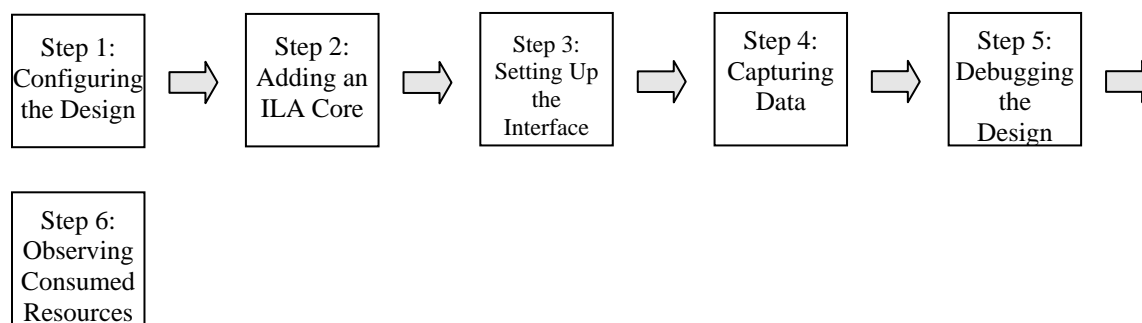 Step 1:
Configuring
the Design
Step 2:
Adding an
ILA Core
Step 3:
Setting Up
the
Interface
Step 4:
Capturing
Data
Step 5:
Debugging
the
Design
Step 6:
Observing
Consumed
Resources